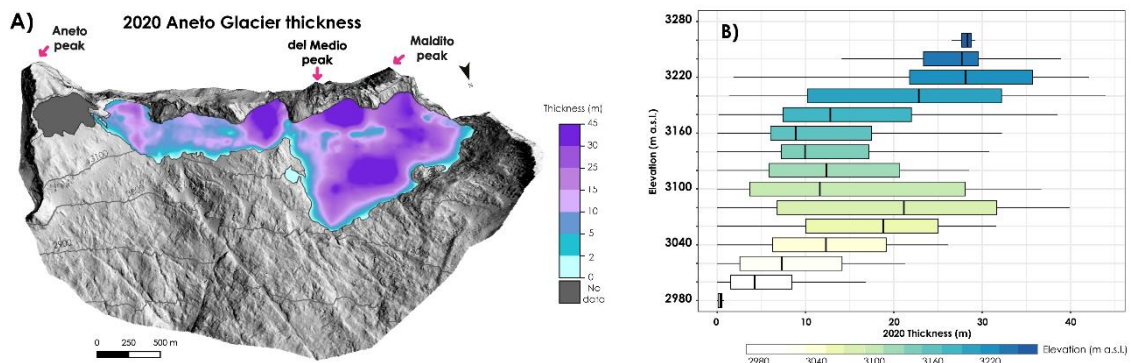 A)
2020 Aneto Glacier thickness
Aneto
peak
del Medio
peak
Maldito
peak
N
3100
2900
Thickness (m)
45
30
25
15
10
5
2
0
No
data
0 250 500 m
B)
Elevation (m a.s.l.)
3280
3220
3160
3100
3040
2980
0 10 20 30 40
2020 Thickness (m)
Elevation (m a.s.l.)
2980 3040 3100 3160 3220